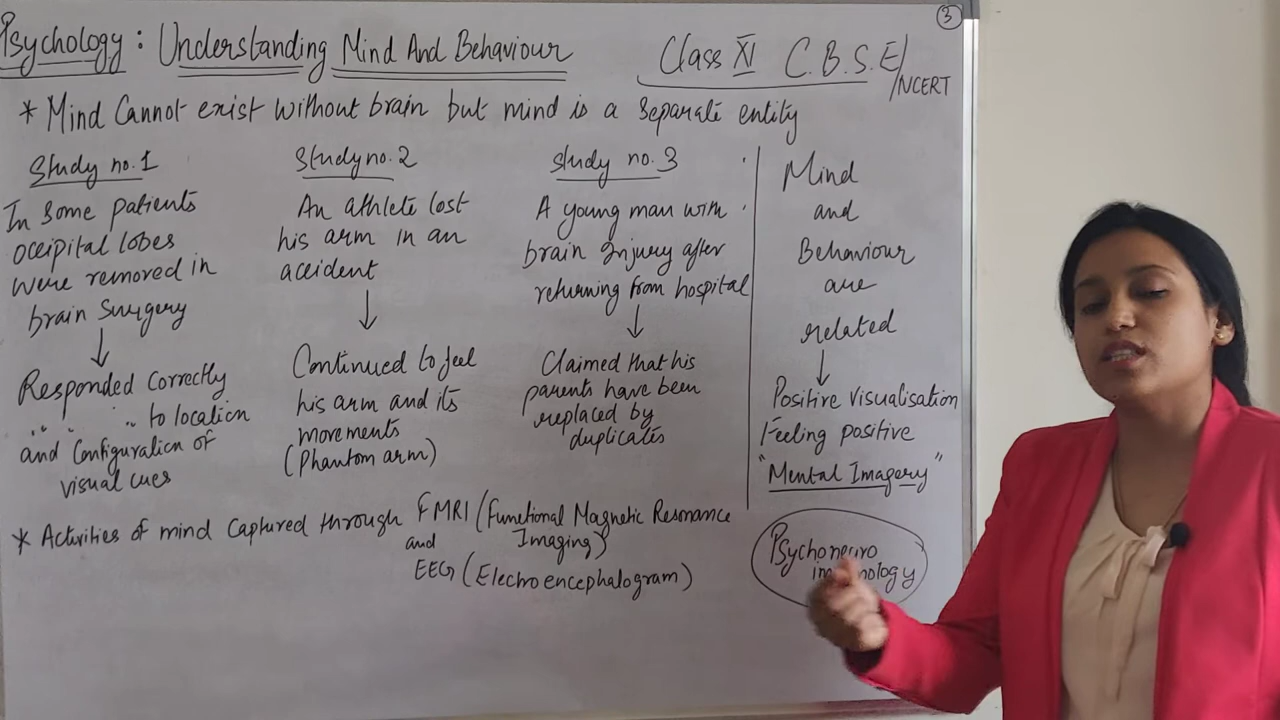 3
Psychology: Understanding Mind And Behaviour
Class XI C.B.S.E/
NCERT
* Mind Cannot exist without brain but mind is a separate entity
Study no.1
In some patients
occipital lobes
were removed in
brain surgery
↓
Responded Correctly
" " " to location
and Configuration of
visual cues
Study no.2
An athlete lost
his arm in an
accident
↓
Continued to feel
his arm and its
movements
(Phantom arm)
Study no.3
A young man with
brain Injury after
returning from hospital
↓
Claimed that his
parents have been
replaced by
duplicates
Mind
and
Behaviour
are
related
↓
Positive Visualisation
Feeling positive
"Mental Imagery"
* Activities of mind Captured through FMRI (Functional Magnetic Resonance
Imaging)
and
EEG (Electroencephalogram)
Psychoneuro